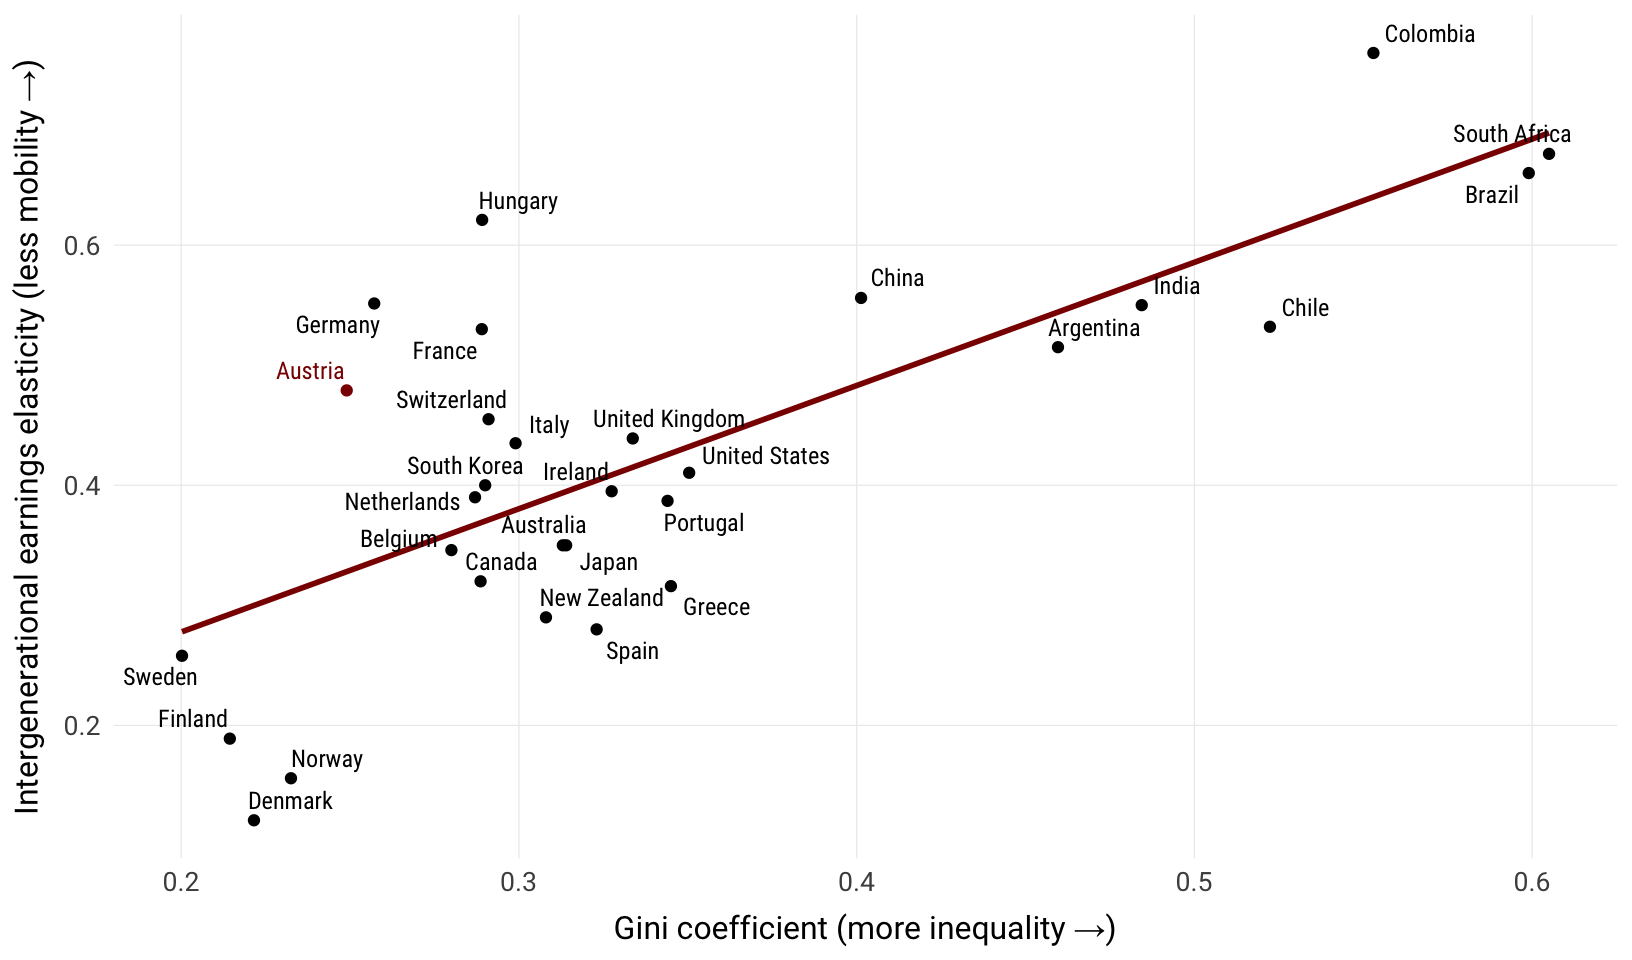 Intergenerational earnings elasticity (less mobility →)
Colombia
South Africa
Brazil
Hungary
0.6
China
India
Germany
Chile
France
Argentina
Austria
Switzerland
Italy
United Kingdom
South Korea
Ireland
United States
0.4
Netherlands
Portugal
Australia
Belgium
Canada
Japan
New Zealand
Greece
Spain
Sweden
Finland
0.2
Norway
Denmark
0.2
0.3
0.4
0.5
0.6
Gini coefficient (more inequality →)